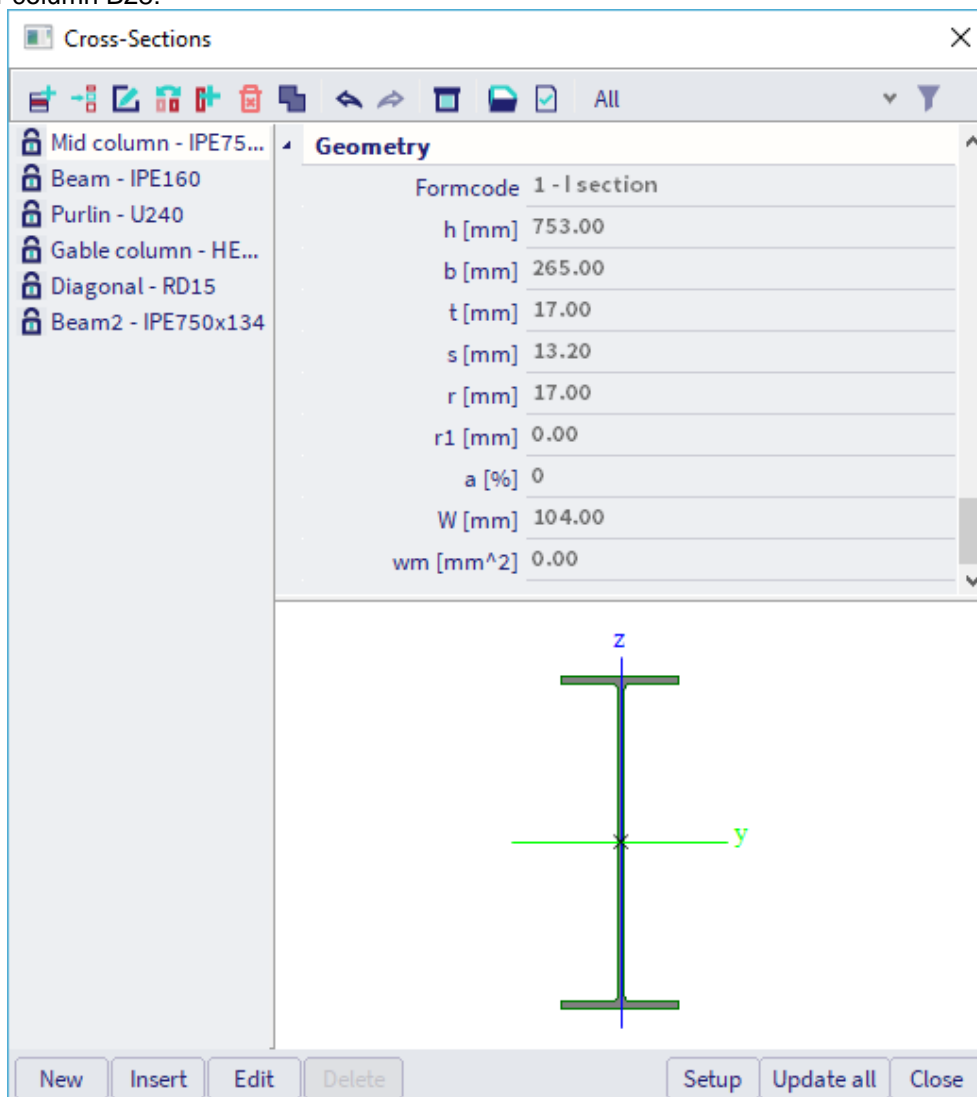 Cross-Sections
All
Mid column - IPE75...
Beam - IPE160
Purlin - U240
Gable column - HE...
Diagonal - RD15
Beam2 - IPE750x134
Geometry
Formcode 1 - I section
h [mm] 753.00
b [mm] 265.00
t [mm] 17.00
s [mm] 13.20
r [mm] 17.00
r1 [mm] 0.00
a [%] 0
W [mm] 104.00
wm [mm^2] 0.00
z
y
New Insert Edit Delete Setup Update all Close